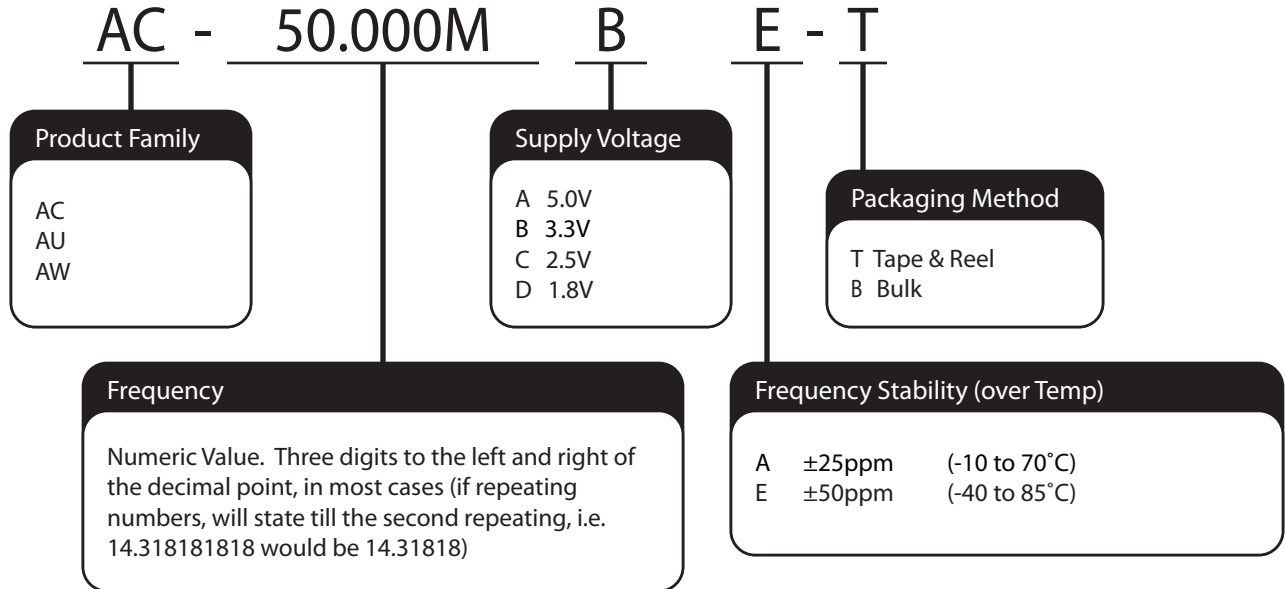 AC - 50.000M B E - T
Product Family
AC
AU
AW
Supply Voltage
A 5.0V
B 3.3V
C 2.5V
D 1.8V
Packaging Method
T Tape & Reel
B Bulk
Frequency
Numeric Value. Three digits to the left and right of
the decimal point, in most cases (if repeating
numbers, will state till the second repeating, i.e.
14.318181818 would be 14.31818)
Frequency Stability (over Temp)
A ±25ppm (-10 to 70˚C)
E ±50ppm (-40 to 85˚C)